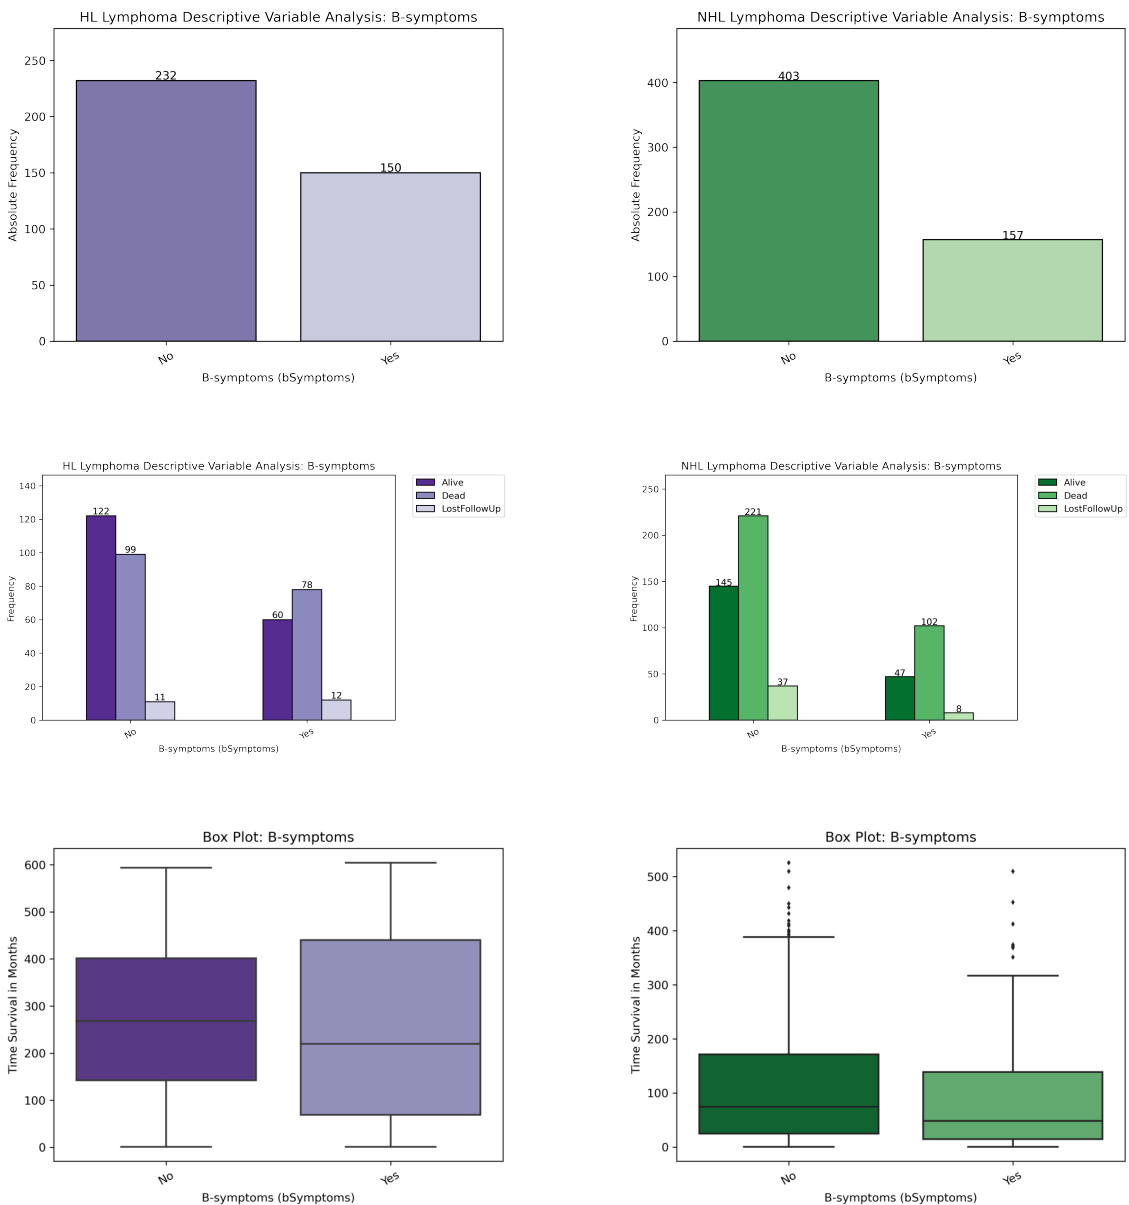 HL Lymphoma Descriptive Variable Analysis: B-symptoms
250
200
150
100
50
0
Absolute Frequency
232
150
No
Yes
B-symptoms (bSymptoms)
NHL Lymphoma Descriptive Variable Analysis: B-symptoms
400
300
200
100
0
Absolute Frequency
403
157
No
Yes
B-symptoms (bSymptoms)
HL Lymphoma Descriptive Variable Analysis: B-symptoms
140
120
100
80
60
40
20
0
Frequency
122
99
11
60
78
12
No
Yes
B-symptoms (bSymptoms)
Alive
Dead
LostFollowUp
NHL Lymphoma Descriptive Variable Analysis: B-symptoms
250
200
150
100
50
0
Frequency
145
221
37
47
102
8
No
Yes
B-symptoms (bSymptoms)
Alive
Dead
LostFollowUp
Box Plot: B-symptoms
600
500
400
300
200
100
0
Time Survival in Months
No
Yes
B-symptoms (bSymptoms)
Box Plot: B-symptoms
500
400
300
200
100
0
Time Survival in Months
No
Yes
B-symptoms (bSymptoms)